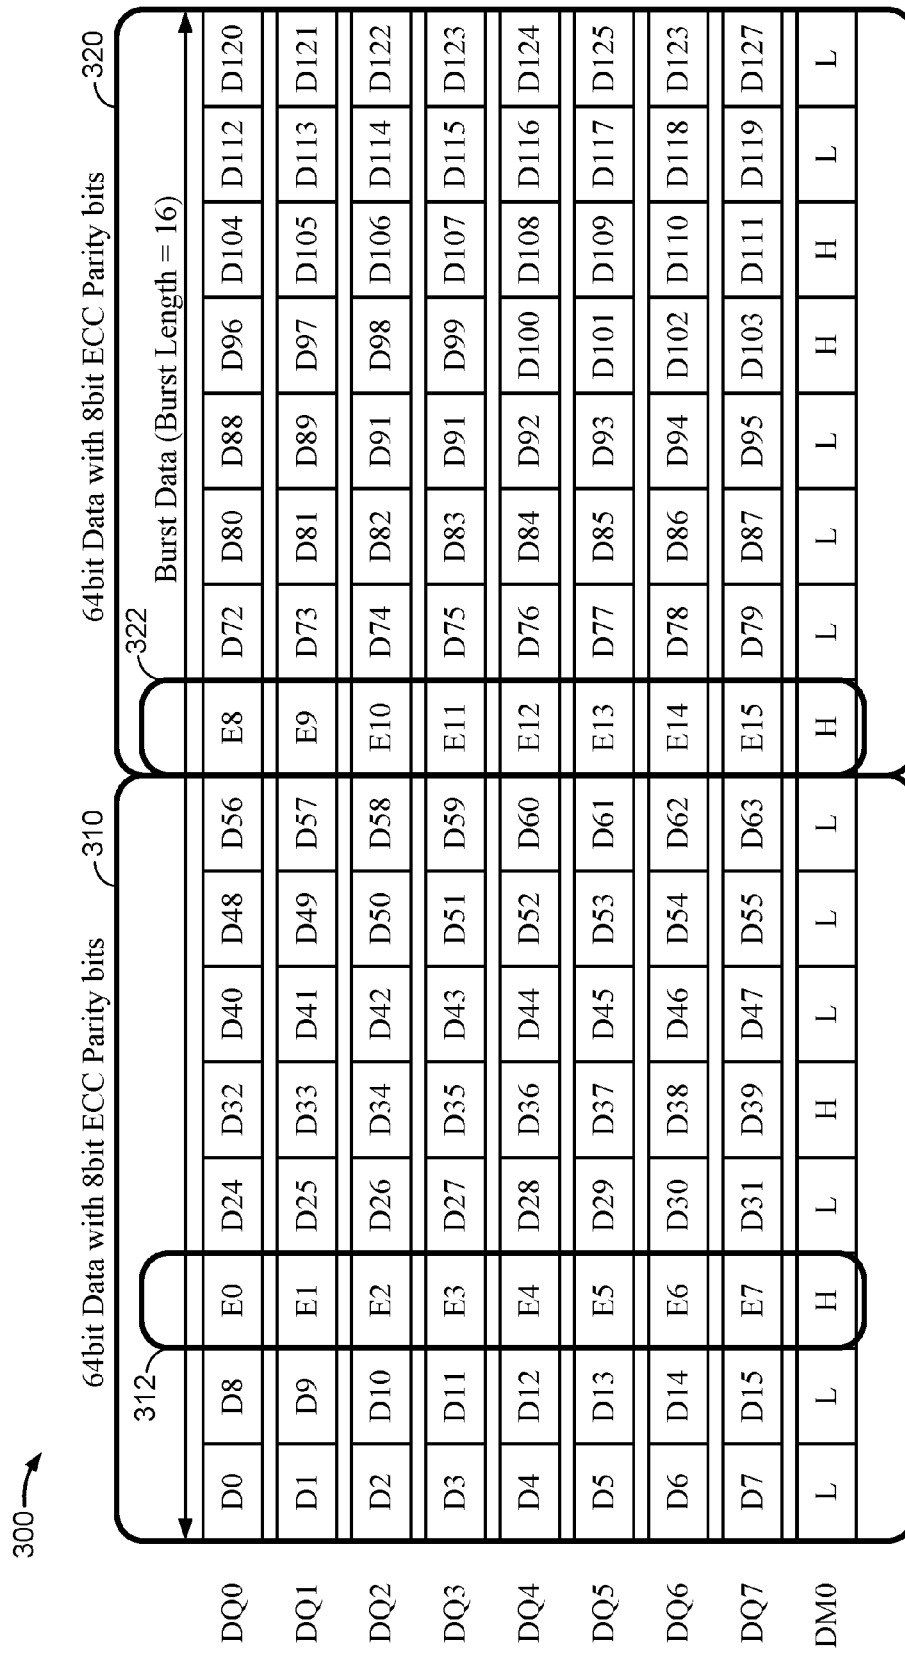 300
64bit Data with 8bit ECC Parity bits
310
64bit Data with 8bit ECC Parity bits
320
312
322
Burst Data (Burst Length = 16)
DQ0 D0 D8 E0 D24 D32 D40 D48 D56 E8 D72 D80 D88 D96 D104 D112 D120
DQ1 D1 D9 E1 D25 D33 D41 D49 D57 E9 D73 D81 D89 D97 D105 D113 D121
DQ2 D2 D10 E2 D26 D34 D42 D50 D58 E10 D74 D82 D91 D98 D106 D114 D122
DQ3 D3 D11 E3 D27 D35 D43 D51 D59 E11 D75 D83 D91 D99 D107 D115 D123
DQ4 D4 D12 E4 D28 D36 D44 D52 D60 E12 D76 D84 D92 D100 D108 D116 D124
DQ5 D5 D13 E5 D29 D37 D45 D53 D61 E13 D77 D85 D93 D101 D109 D117 D125
DQ6 D6 D14 E6 D30 D38 D46 D54 D62 E14 D78 D86 D94 D102 D110 D118 D123
DQ7 D7 D15 E7 D31 D39 D47 D55 D63 E15 D79 D87 D95 D103 D111 D119 D127
DM0 L L H L H L L L H L L L H H L L